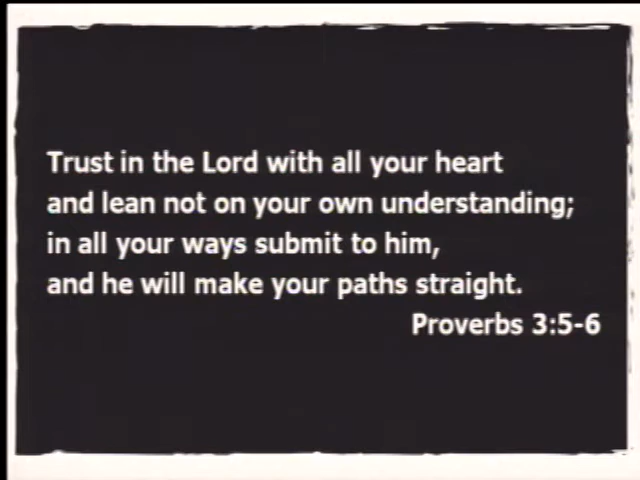 Trust in the Lord with all your heart
and lean not on your own understanding;
in all your ways submit to him,
and he will make your paths straight.
Proverbs 3:5-6